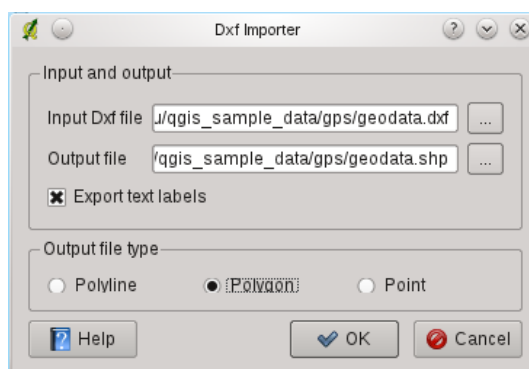 Dxf Importer
Input and output
Input Dxf file u/qgis_sample_data/gps/geodata.dxf ...
Output file /qgis_sample_data/gps/geodata.shp ...
Export text labels
Output file type
Polyline Polygon Point
Help OK Cancel